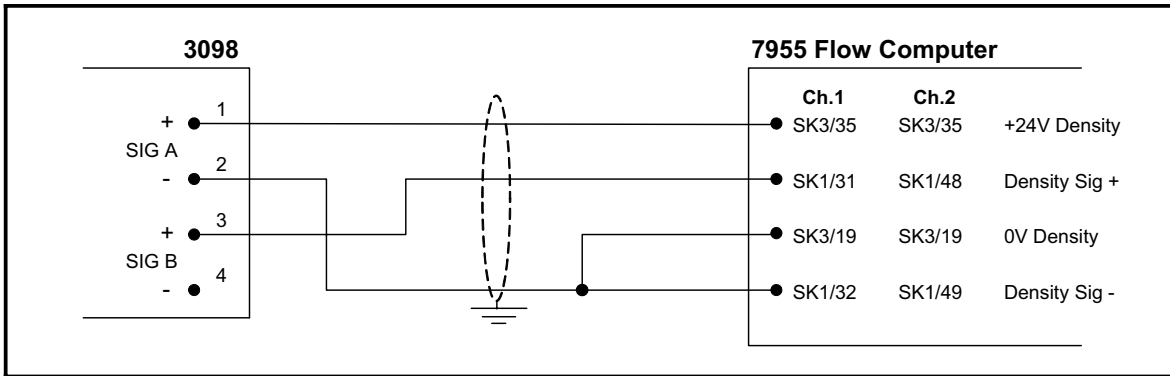 3098
7955 Flow Computer
Ch.1 Ch.2
+ 1 SK3/35 SK3/35 +24V Density
SIG A
- 2 SK1/31 SK1/48 Density Sig +
+ 3 SK3/19 SK3/19 0V Density
SIG B
- 4 SK1/32 SK1/49 Density Sig -